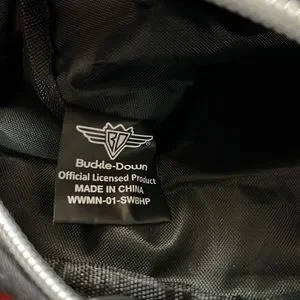 BD
Buckle-Down
Official Licensed Product
MADE IN CHINA
WWMN-01-SWBHP